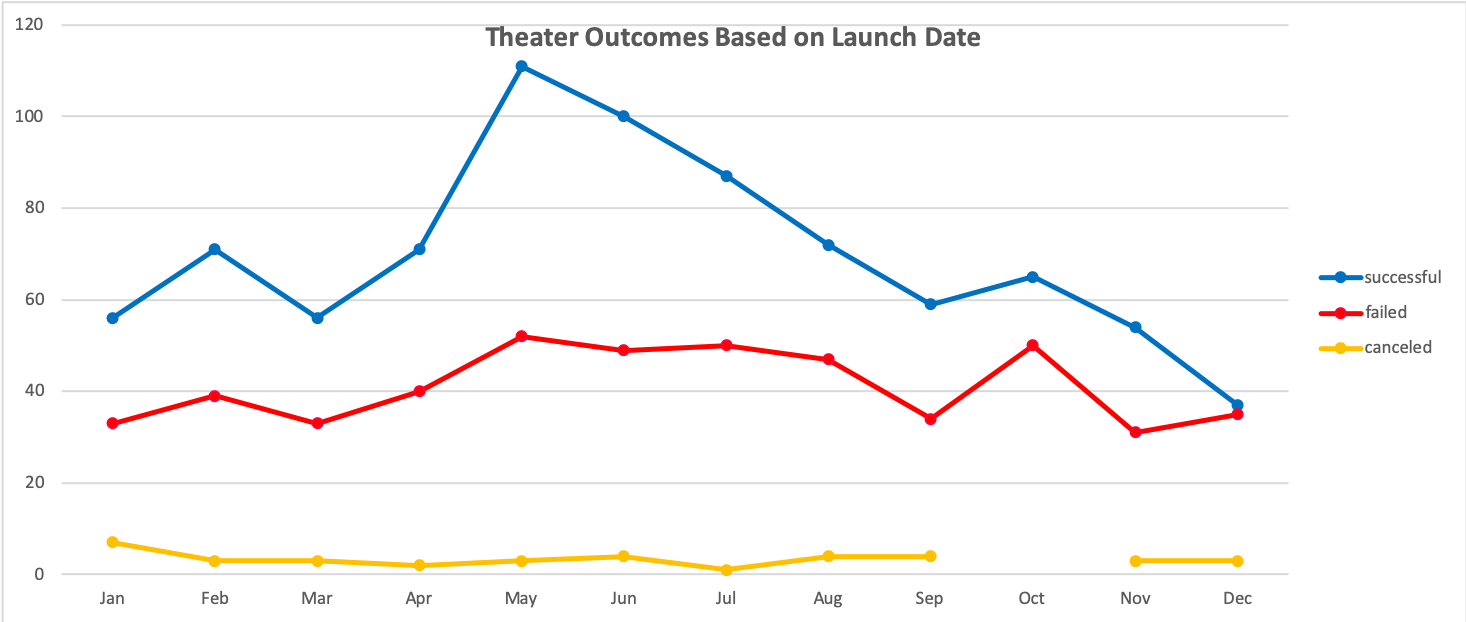 Theater Outcomes Based on Launch Date
120
100
80
60
40
20
0
Jan Feb Mar Apr May Jun Jul Aug Sep Oct Nov Dec
successful
failed
canceled